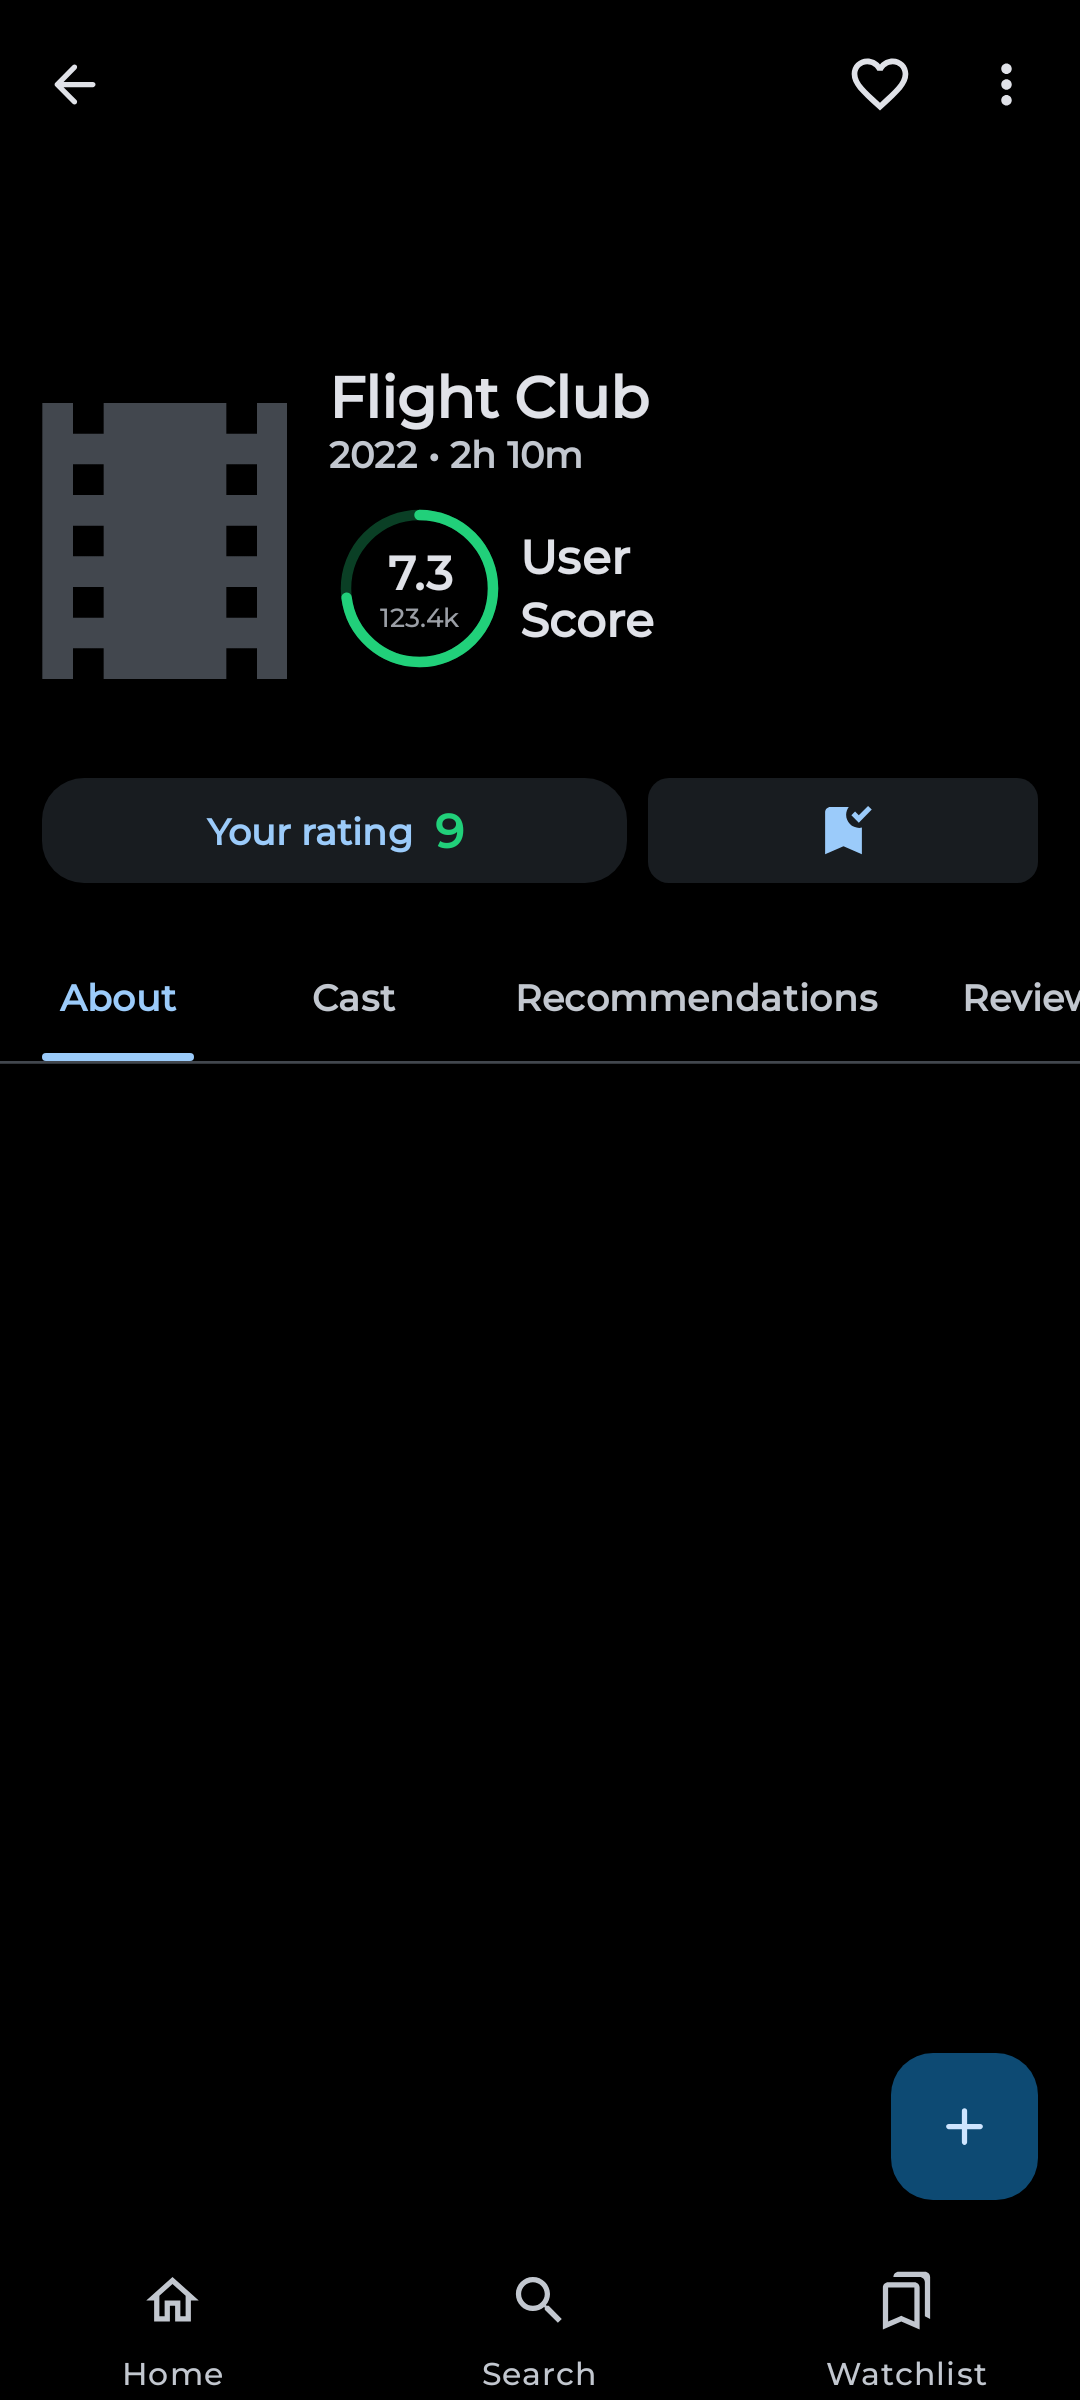 Flight Club
2022 • 2h 10m
7.3
123.4k
User
Score
Your rating 9
About Cast Recommendations Review
Home Search Watchlist